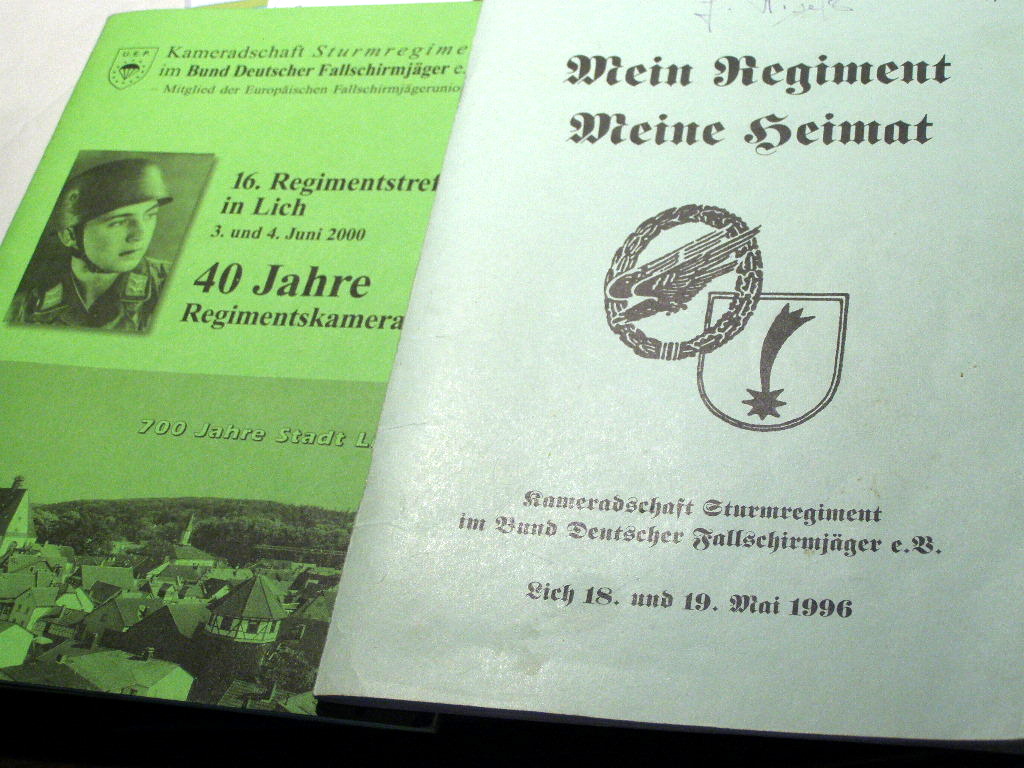 U.E.P.
Kameradschaft Sturmregime
im Bund Deutscher Fallschirmjäger e.
- Mitglied der Europäischen Fallschirmjägerunio
16. Regimentstref
in Lich
3. und 4. Juni 2000
40 Jahre
Regimentskamera
700 Jahre Stadt L
Mein Regiment
Meine Heimat
Kameradschaft Sturmregiment
im Bund Deutscher Fallschirmjäger e.V.
Lich 18. und 19. Mai 1996